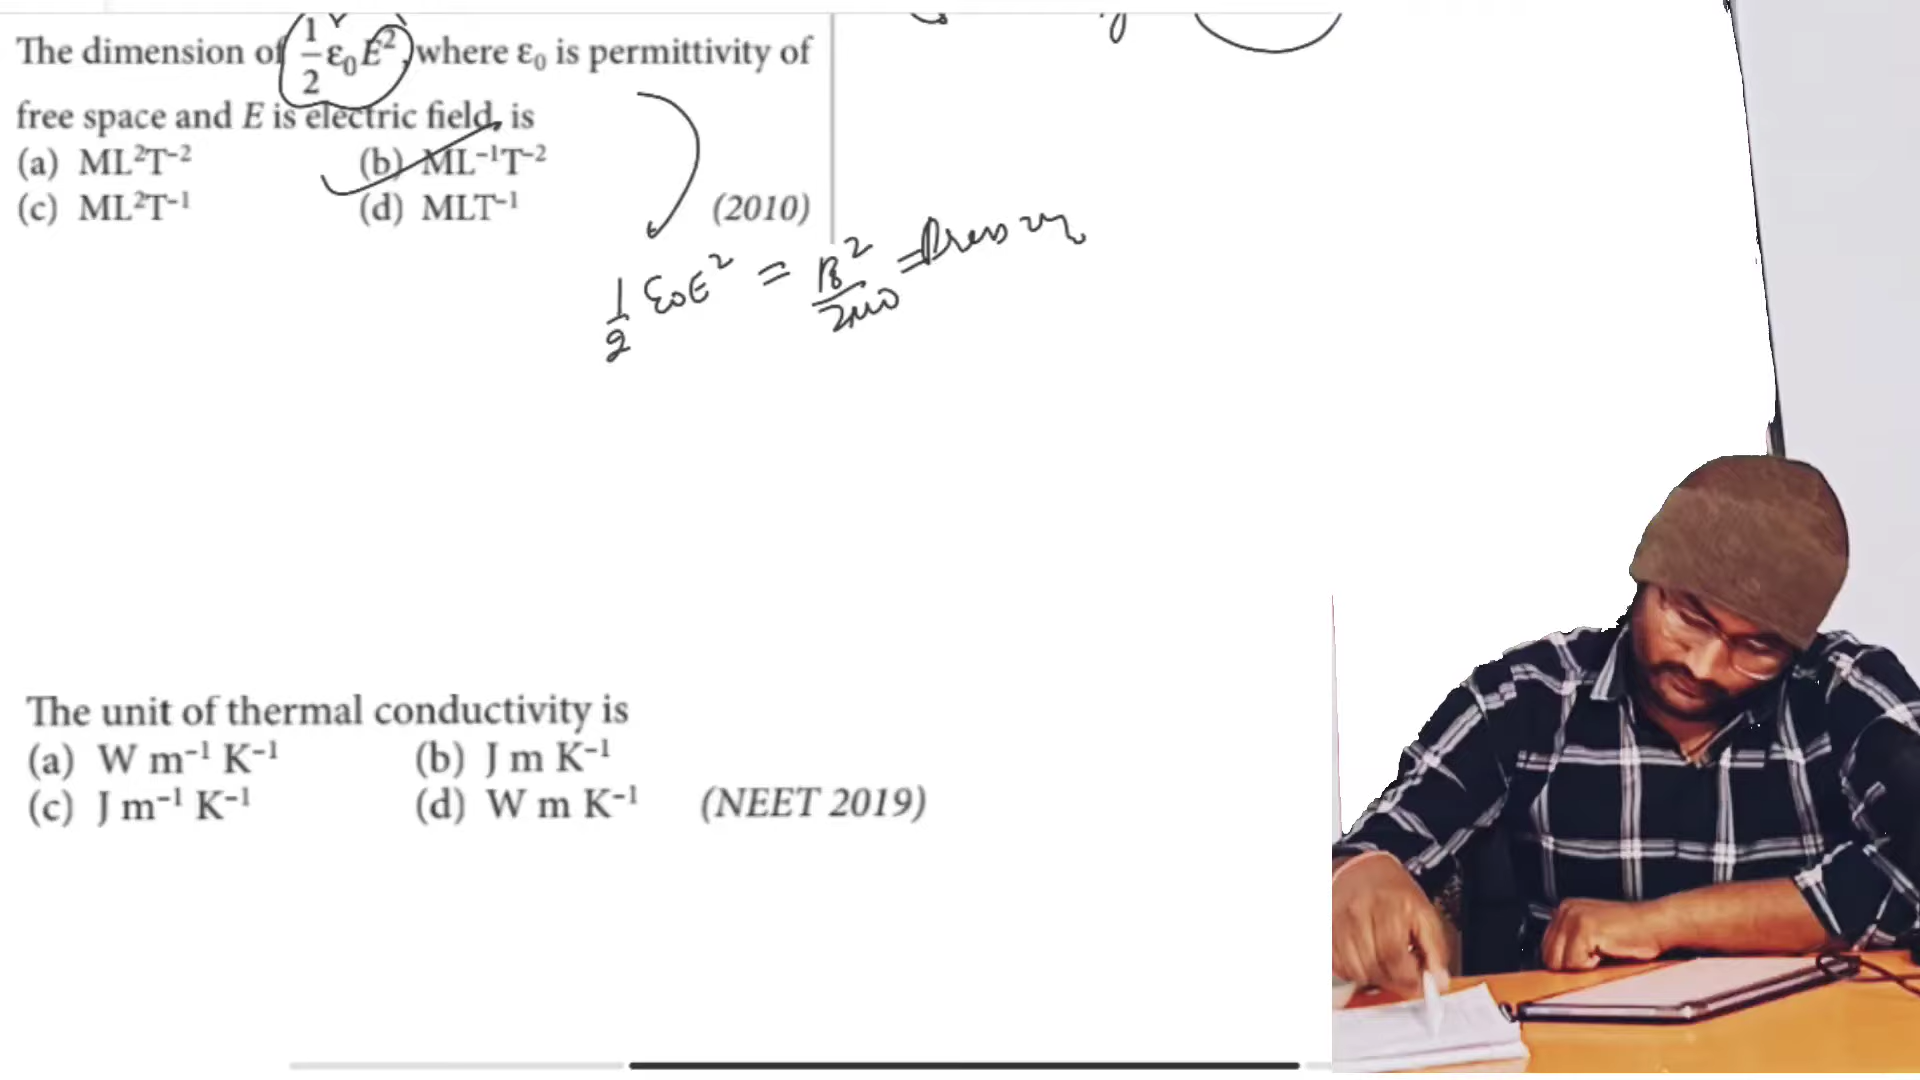 The dimension of 1/2 ε₀E², where ε₀ is permittivity of
free space and E is electric field, is
(a) ML²T⁻² (b) ML⁻¹T⁻²
(c) ML²T⁻¹ (d) MLT⁻¹ (2010)
1/2 ε₀E² = B²/2μ₀ = Pressure
The unit of thermal conductivity is
(a) W m⁻¹ K⁻¹ (b) J m K⁻¹
(c) J m⁻¹ K⁻¹ (d) W m K⁻¹ (NEET 2019)